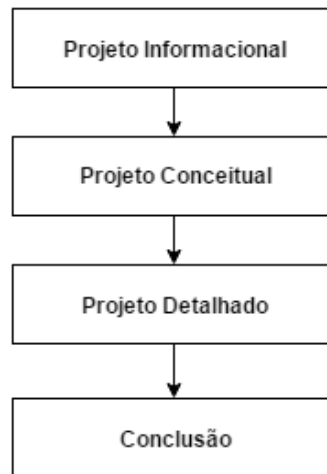 Projeto Informacional
Projeto Conceitual
Projeto Detalhado
Conclusão